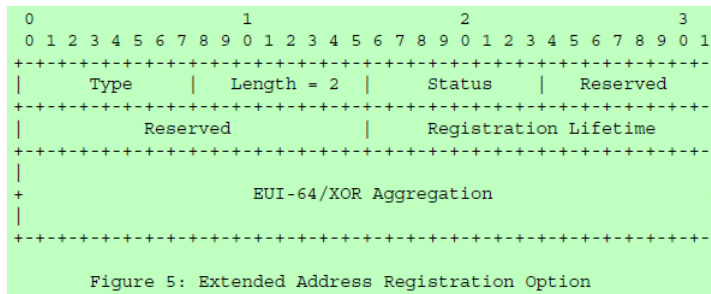 0                   1                   2                   3
 0 1 2 3 4 5 6 7 8 9 0 1 2 3 4 5 6 7 8 9 0 1 2 3 4 5 6 7 8 9 0 1
+-+-+-+-+-+-+-+-+-+-+-+-+-+-+-+-+-+-+-+-+-+-+-+-+-+-+-+-+-+-+-+-
|     Type      |  Length = 2   |    Status     |   Reserved
+-+-+-+-+-+-+-+-+-+-+-+-+-+-+-+-+-+-+-+-+-+-+-+-+-+-+-+-+-+-+-+-
|           Reserved            |     Registration Lifetime
+-+-+-+-+-+-+-+-+-+-+-+-+-+-+-+-+-+-+-+-+-+-+-+-+-+-+-+-+-+-+-+-
|
+                     EUI-64/XOR Aggregation
|
+-+-+-+-+-+-+-+-+-+-+-+-+-+-+-+-+-+-+-+-+-+-+-+-+-+-+-+-+-+-+-+-
Figure 5: Extended Address Registration Option